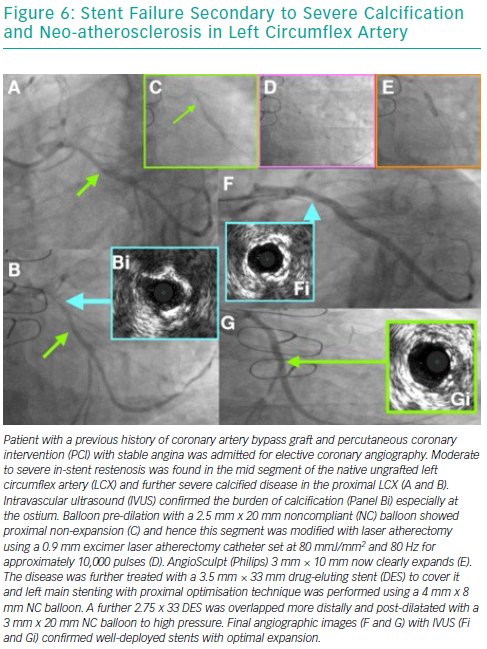 Figure 6: Stent Failure Secondary to Severe Calcification
and Neo-atherosclerosis in Left Circumflex Artery
A
C
D
E
F
B
Bi
Fi
G
Gi
Patient with a previous history of coronary artery bypass graft and percutaneous coronary
intervention (PCI) with stable angina was admitted for elective coronary angiography. Moderate
to severe in-stent restenosis was found in the mid segment of the native ungrafted left
circumflex artery (LCX) and further severe calcified disease in the proximal LCX (A and B).
Intravascular ultrasound (IVUS) confirmed the burden of calcification (Panel Bi) especially at
the ostium. Balloon pre-dilation with a 2.5 mm x 20 mm noncompliant (NC) balloon showed
proximal non-expansion (C) and hence this segment was modified with laser atherectomy
using a 0.9 mm excimer laser atherectomy catheter set at 80 mmJ/mm² and 80 Hz for
approximately 10,000 pulses (D). AngioSculpt (Philips) 3 mm × 10 mm now clearly expands (E).
The disease was further treated with a 3.5 mm × 33 mm drug-eluting stent (DES) to cover it
and left main stenting with proximal optimisation technique was performed using a 4 mm x 8
mm NC balloon. A further 2.75 x 33 DES was overlapped more distally and post-dilatated with a
3 mm x 20 mm NC balloon to high pressure. Final angiographic images (F and G) with IVUS (Fi
and Gi) confirmed well-deployed stents with optimal expansion.